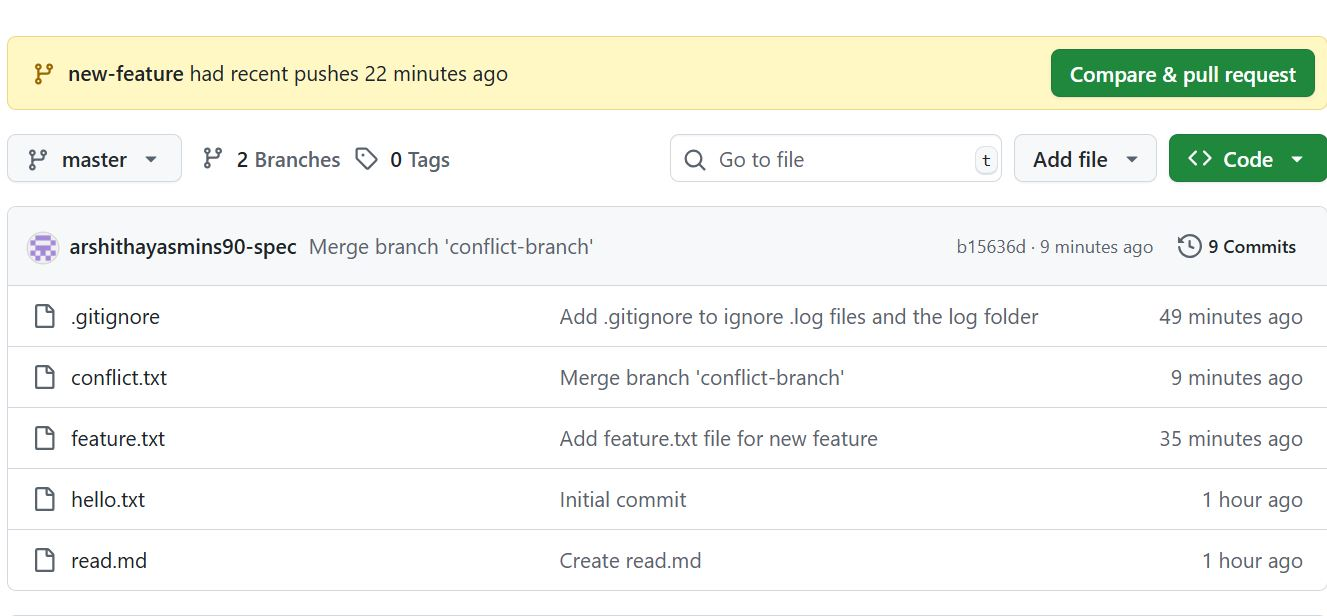 new-feature had recent pushes 22 minutes ago Compare & pull request
master 2 Branches 0 Tags Go to file t Add file Code
arshithayasmins90-spec Merge branch 'conflict-branch' b15636d · 9 minutes ago 9 Commits
.gitignore Add .gitignore to ignore .log files and the log folder 49 minutes ago
conflict.txt Merge branch 'conflict-branch' 9 minutes ago
feature.txt Add feature.txt file for new feature 35 minutes ago
hello.txt Initial commit 1 hour ago
read.md Create read.md 1 hour ago